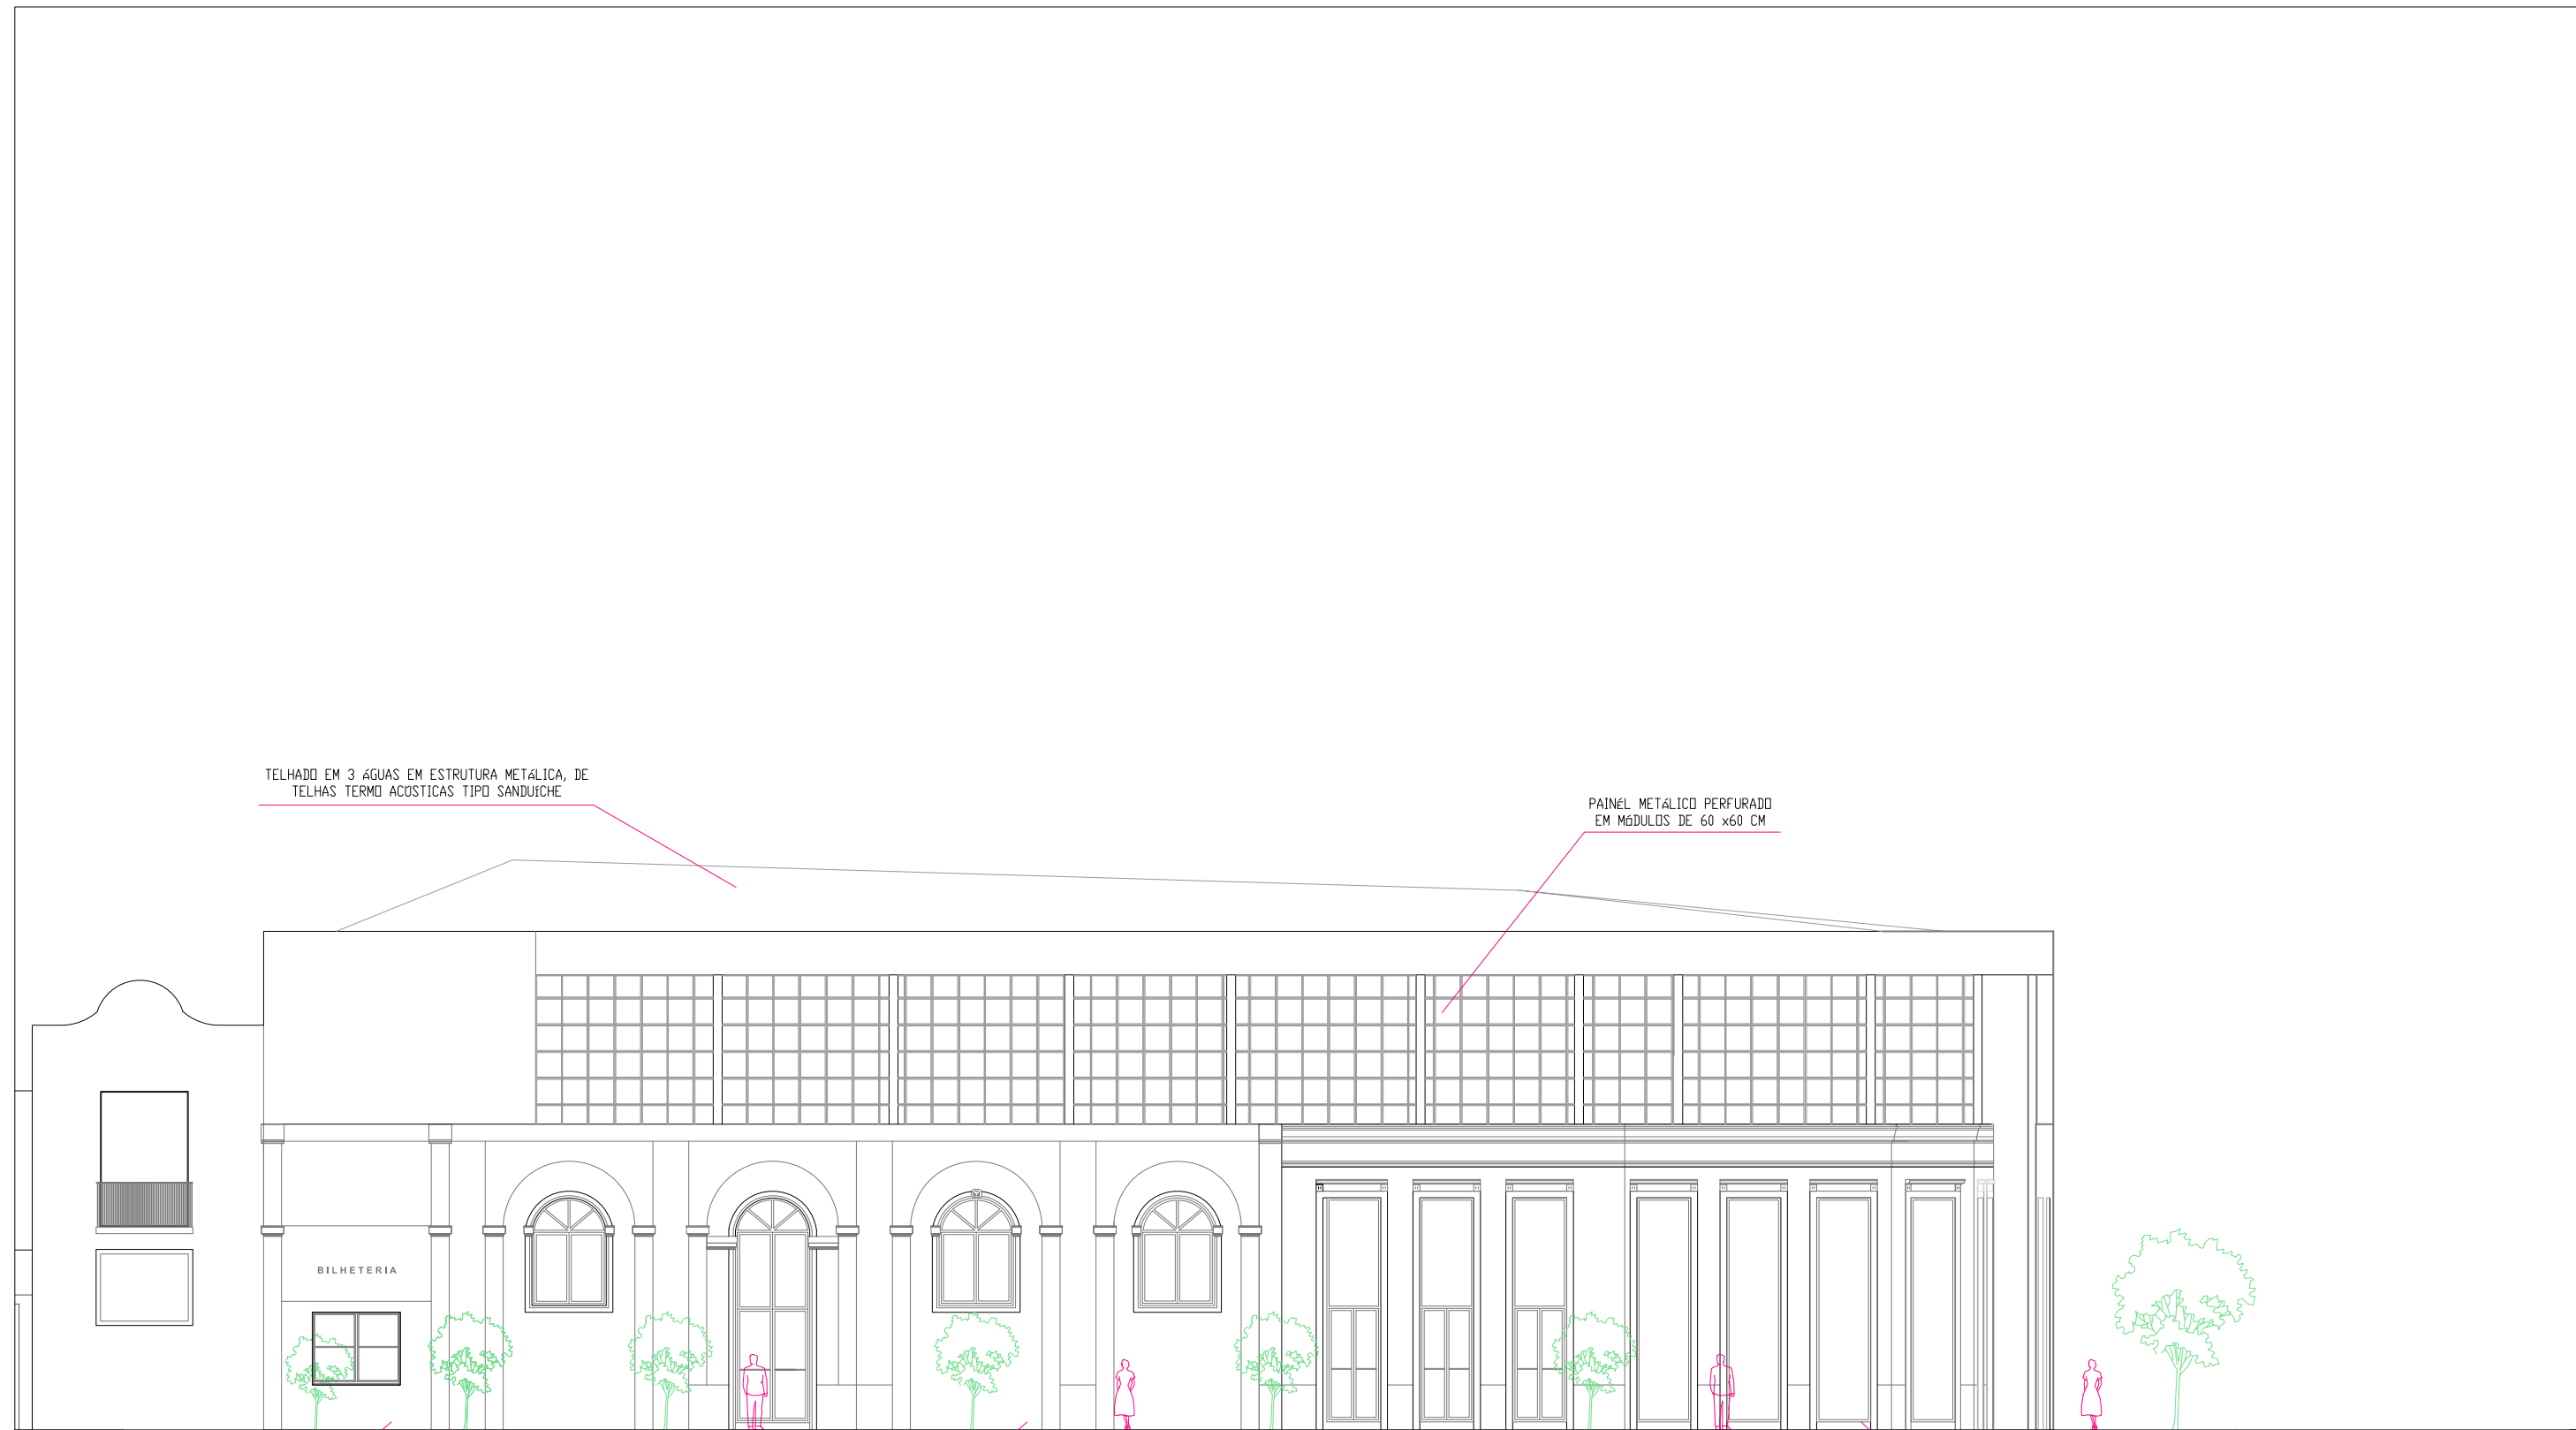 TELHADO EM 3 áGUAS EM ESTRUTURA METáLICA, DE
TELHAS TERMO ACÚSTICAS TIPO SANDUíCHE
PAINéL METáLICO PERFURADO
EM MóDULOS DE 60 x60 CM
BILHETERIA